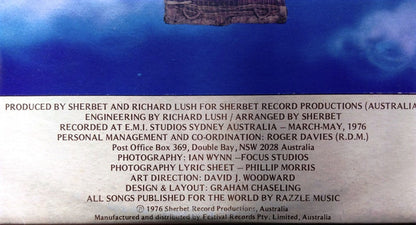 PRODUCED BY SHERBET AND RICHARD LUSH FOR SHERBET RECORD PRODUCTIONS (AUSTRALIA
ENGINEERING BY RICHARD LUSH / ARRANGED BY SHERBET
RECORDED AT E.M.I. STUDIOS SYDNEY AUSTRALIA – MARCH-MAY, 1976
PERSONAL MANAGEMENT AND CO-ORDINATION: ROGER DAVIES (R.D.M.)
Post Office Box 369, Double Bay, NSW 2028 Australia
PHOTOGRAPHY: IAN WYNN –FOCUS STUDIOS
PHOTOGRAPHY LYRIC SHEET – PHILLIP MORRIS
ART DIRECTION: DAVID J. WOODWARD
DESIGN & LAYOUT: GRAHAM CHASELING
ALL SONGS PUBLISHED FOR THE WORLD BY RAZZLE MUSIC
℗ 1976 Sherbet Record Productions, Australia
Manufactured and distributed by Festival Records Pty. Limited, Australia